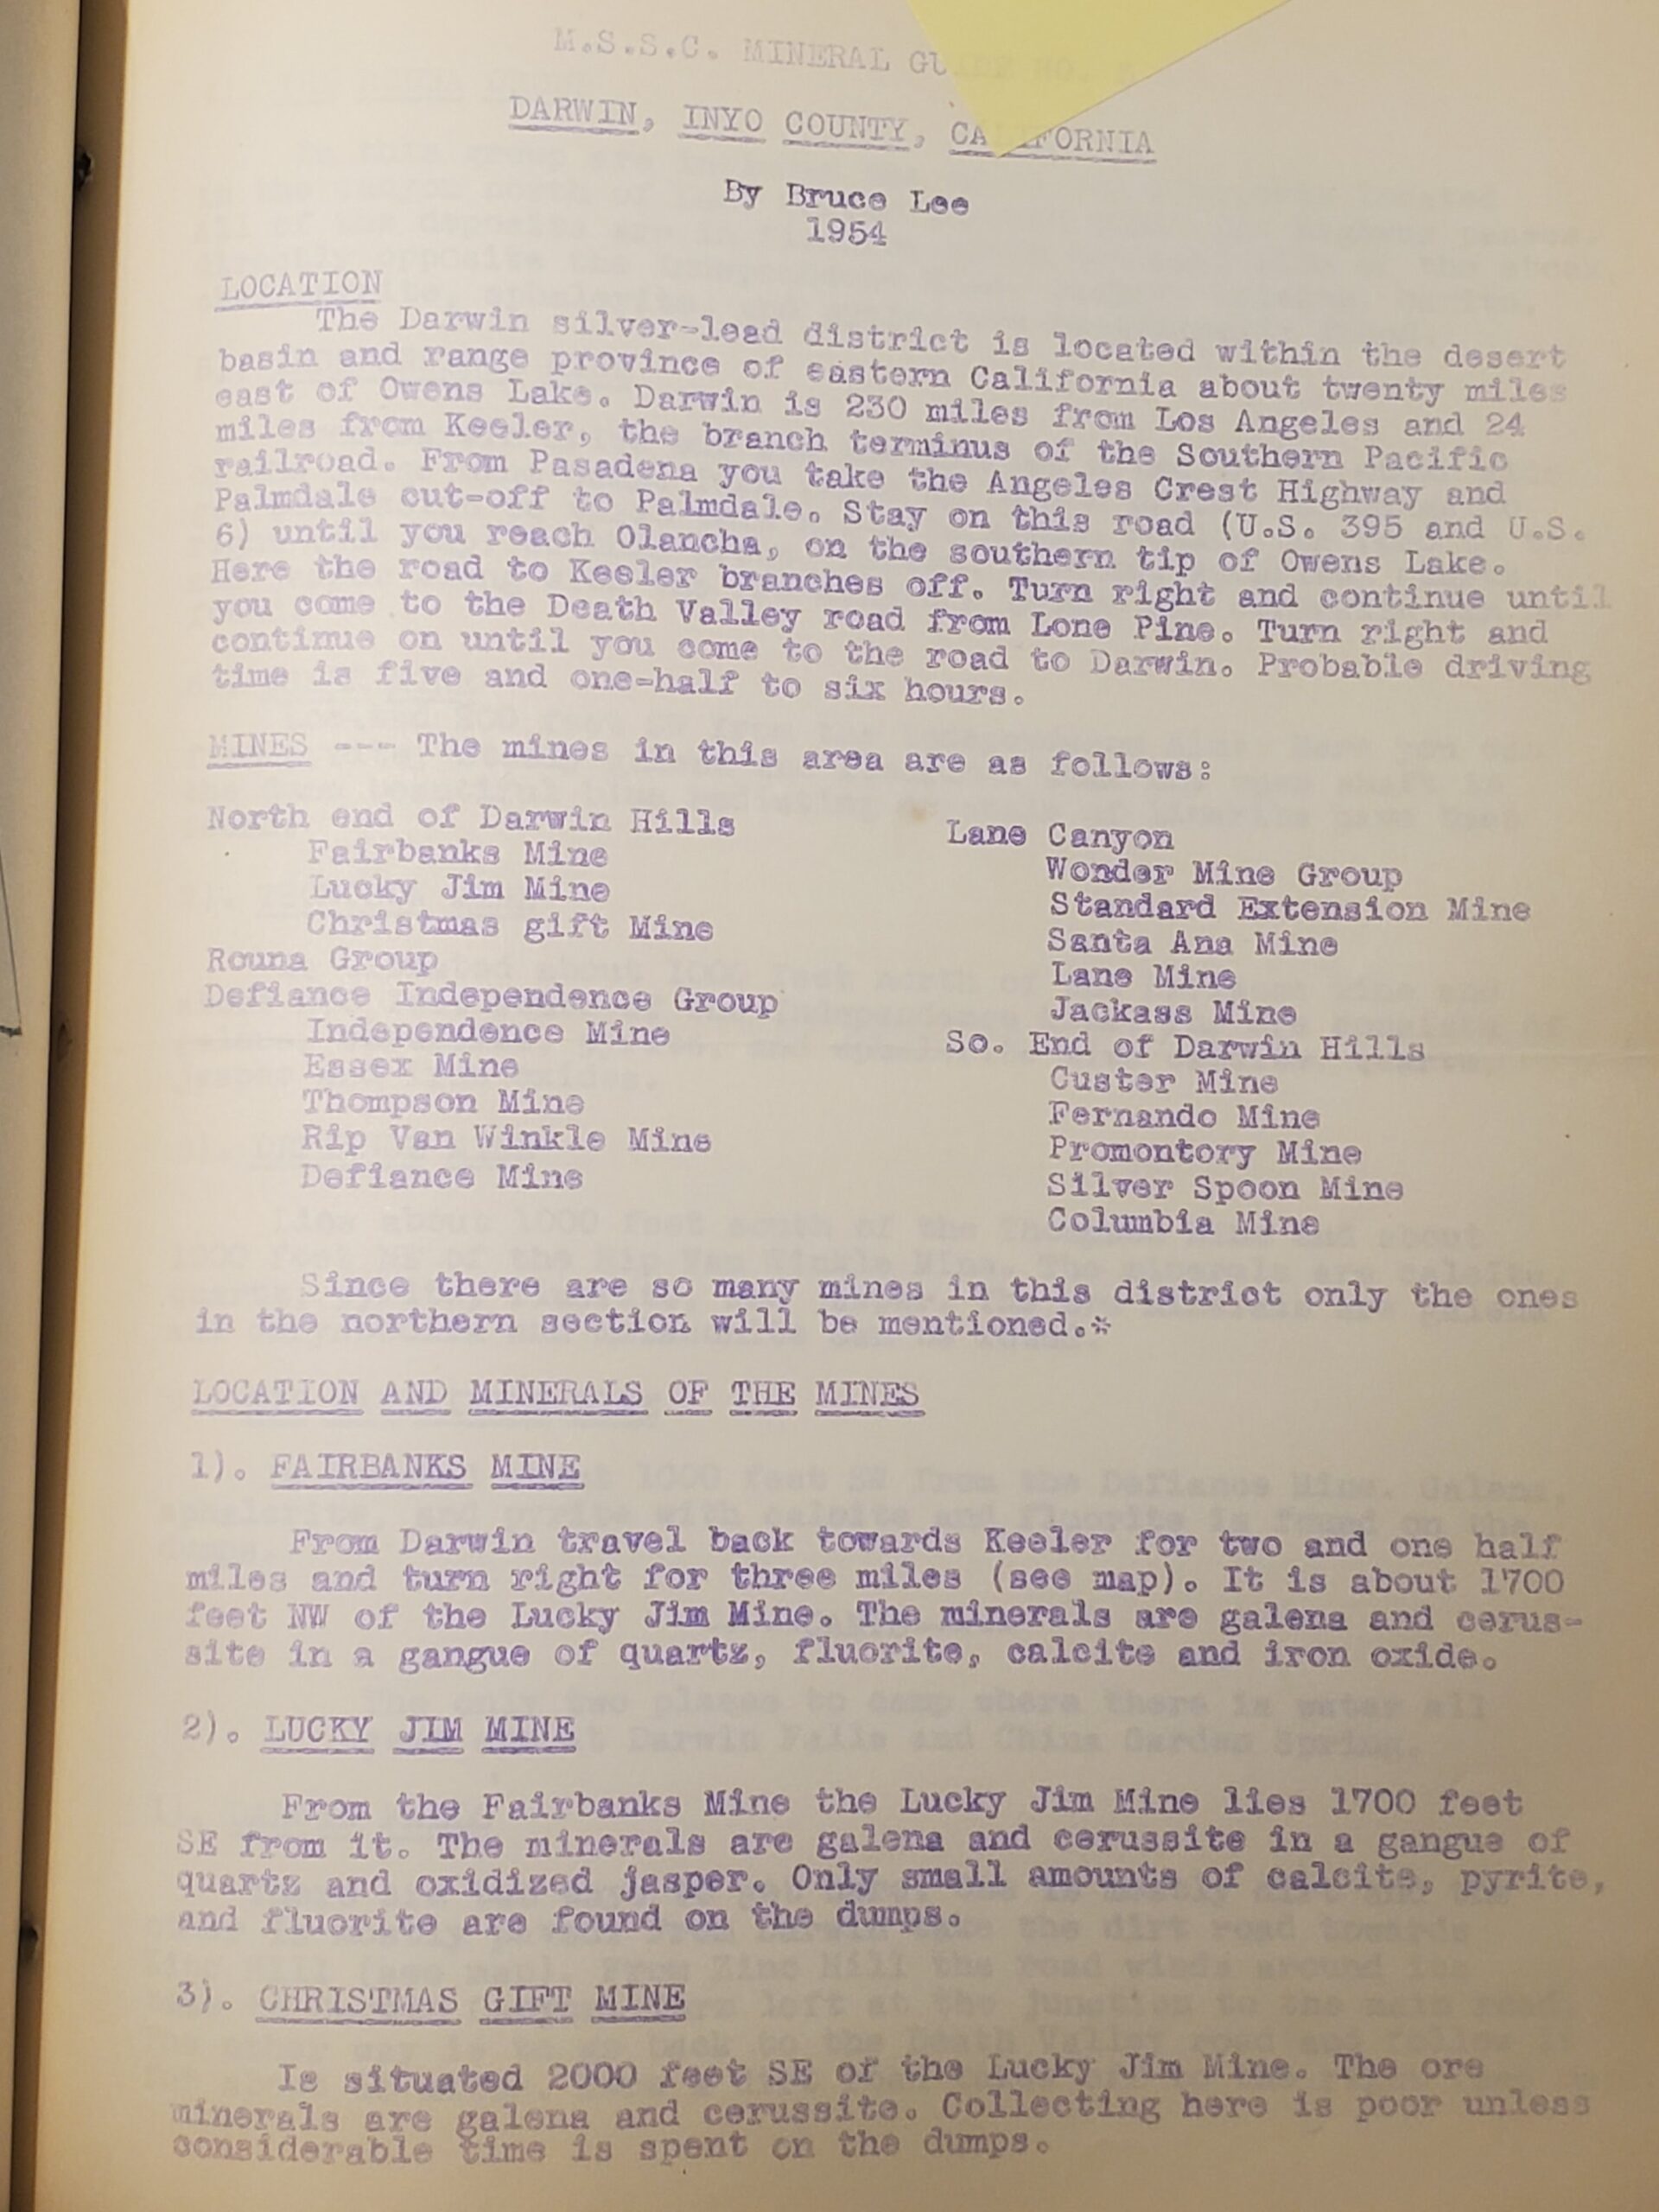 M.S.S.C. MINERAL
DARWIN, INYO COUNTY, CALIFORNIA
By Bruce Lee
1954
LOCATION
The Darwin silver-lead district is located within the desert
basin and range province of eastern California about twenty miles
east of Owens Lake. Darwin is 230 miles from Los Angeles and 24
miles from Keeler, the branch terminus of the Southern Pacific
railroad. From Pasadena you take the Angeles Crest Highway and
Palmdale cut-off to Palmdale. Stay on this road (U.S. 395 and U.S.
6) until you reach Olancha, on the southern tip of Owens Lake.
Here the road to Keeler branches off. Turn right and continue until
you come to the Death Valley road from Lone Pine. Turn right and
continue on until you come to the road to Darwin. Probable driving
time is five and one-half to six hours.
MINES --- The mines in this area are as follows:
North end of Darwin Hills
Fairbanks Mine
Lucky Jim Mine
Christmas gift Mine
Rouna Group
Defiance Independence Group
Independence Mine
Essex Mine
Thompson Mine
Rip Van Winkle Mine
Defiance Mine
Lane Canyon
Wonder Mine Group
Standard Extension Mine
Santa Ana Mine
Lane Mine
Jackass Mine
So. End of Darwin Hills
Custer Mine
Fernando Mine
Promontory Mine
Silver Spoon Mine
Columbia Mine
Since there are so many mines in this district only the ones
in the northern section will be mentioned.*
LOCATION AND MINERALS OF THE MINES
1). FAIRBANKS MINE
From Darwin travel back towards Keeler for two and one half
miles and turn right for three miles (see map). It is about 1700
feet NW of the Lucky Jim Mine. The minerals are galena and cerus-
site in a gangue of quartz, fluorite, calcite and iron oxide.
2). LUCKY JIM MINE
From the Fairbanks Mine the Lucky Jim Mine lies 1700 feet
SE from it. The minerals are galena and cerussite in a gangue of
quartz and oxidized jasper. Only small amounts of calcite, pyrite,
and fluorite are found on the dumps.
3). CHRISTMAS GIFT MINE
Is situated 2000 feet SE of the Lucky Jim Mine. The ore
minerals are galena and cerussite. Collecting here is poor unless
considerable time is spent on the dumps.